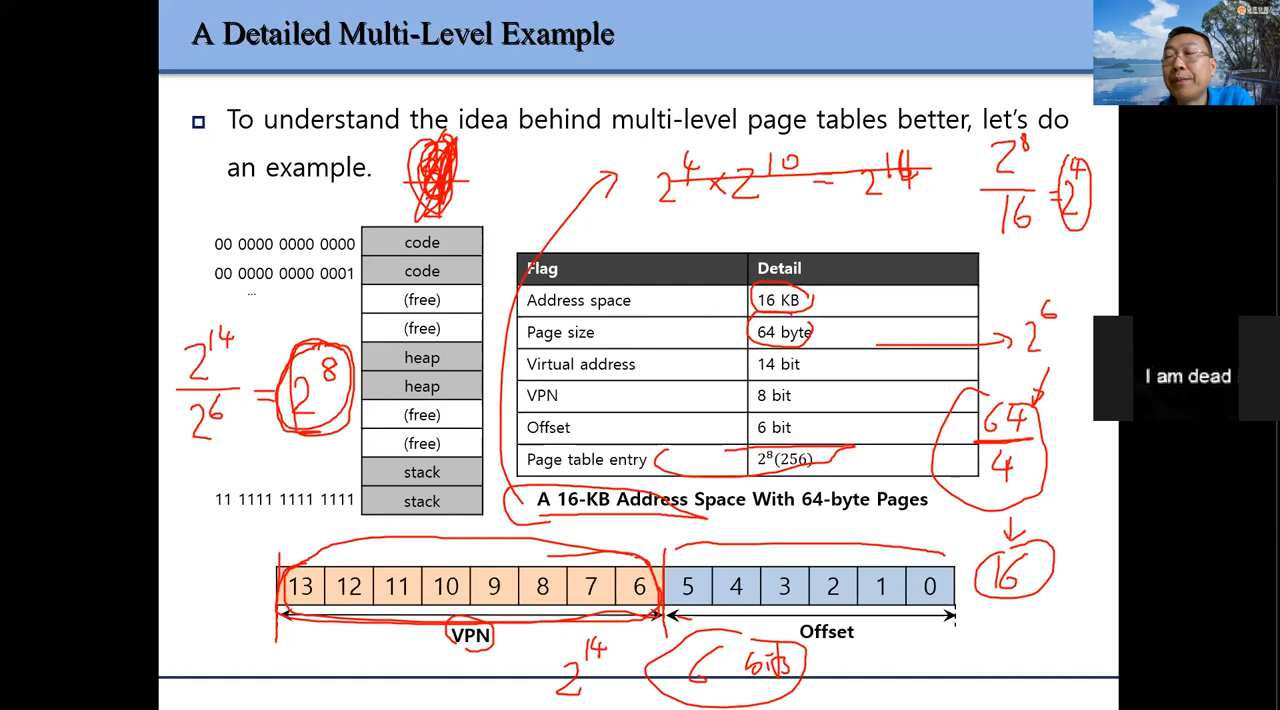 A Detailed Multi-Level Example
To understand the idea behind multi-level page tables better, let's do
an example.
2^4 × 2^10 = 2^14
2^8 / 16 = 2^4
00 0000 0000 0000
00 0000 0000 0001
...
11 1111 1111 1111
code
code
(free)
(free)
heap
heap
(free)
(free)
stack
stack
2^14 / 2^6 = 2^8
Flag Detail
Address space 16 KB
Page size 64 byte
Virtual address 14 bit
VPN 8 bit
Offset 6 bit
Page table entry 2^8(256)
A 16-KB Address Space With 64-byte Pages
2^6
64 / 4
16
I am dead
13 12 11 10 9 8 7 6 5 4 3 2 1 0
VPN Offset
2^14 6 bits